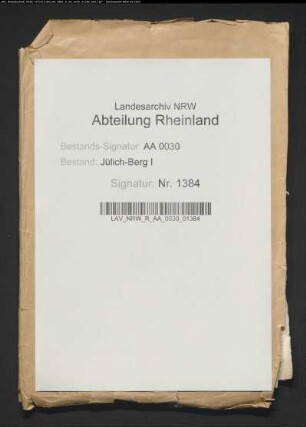 Landesarchiv NRW
Abteilung Rheinland
Bestands-Signatur: AA 0030
Bestand: Jülich-Berg I
Signatur: Nr. 1384
LAV_NRW_R_AA_0030_01384